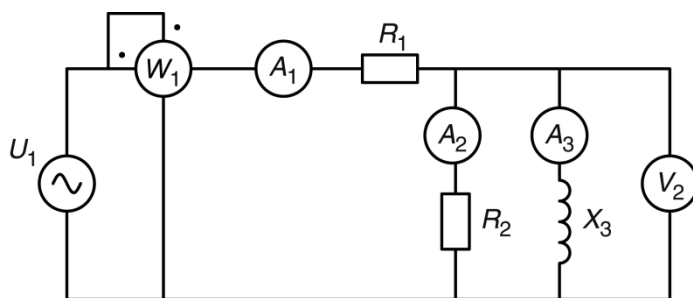 W₁
A₁
R₁
A₂
A₃
U₁
V₂
R₂
X₃